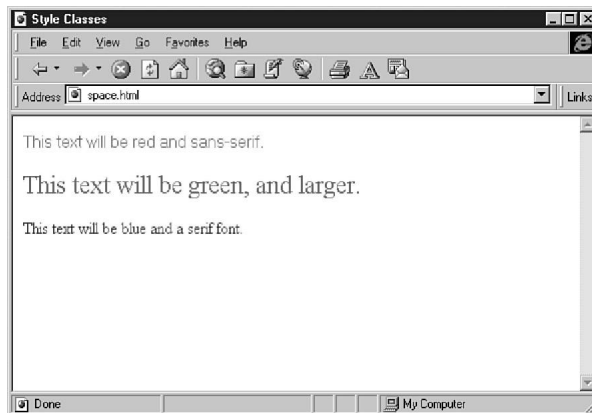 Style Classes
File Edit View Go Favorites Help
Address space.html Links
This text will be red and sans-serif.
This text will be green, and larger.
This text will be blue and a serif font.
Done My Computer